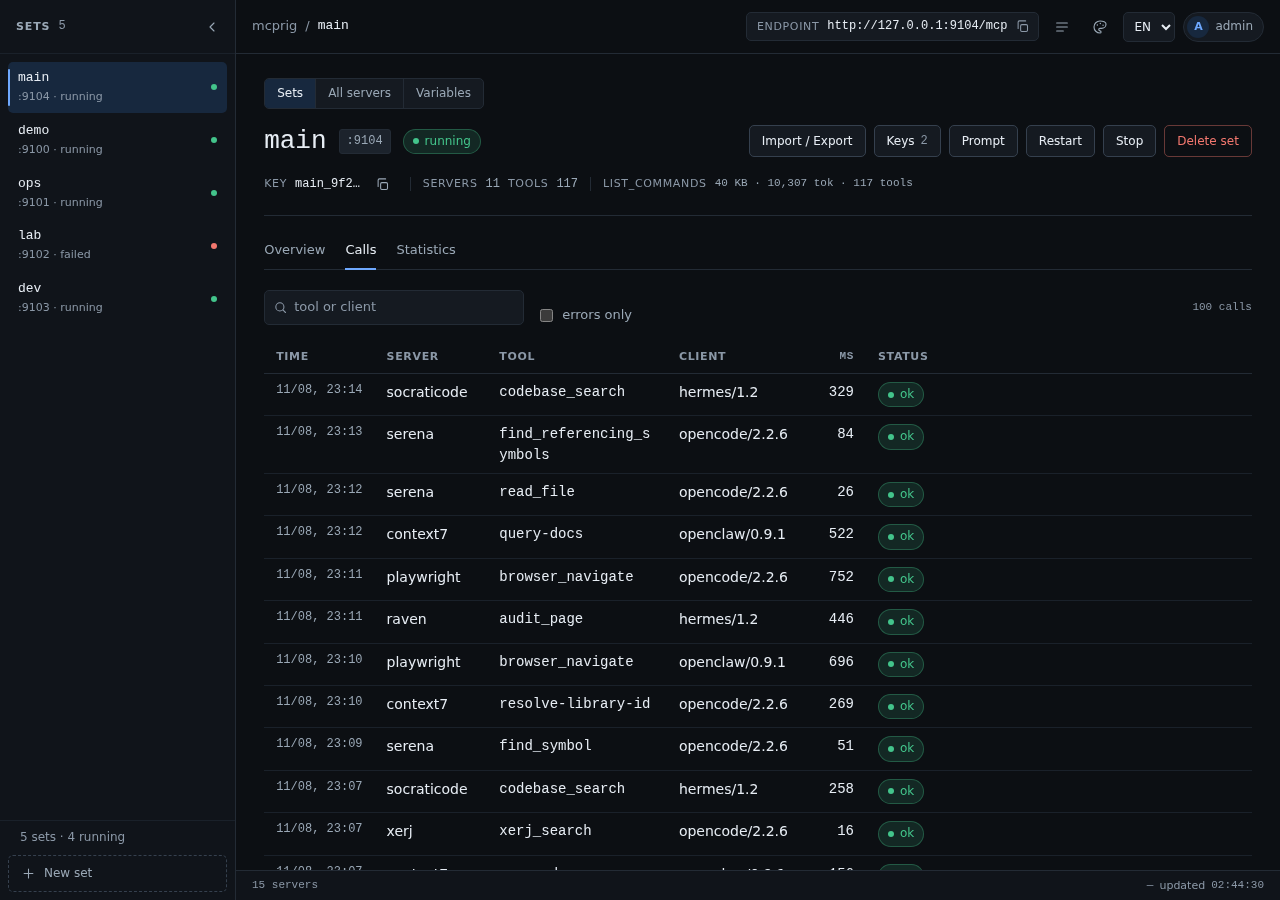 SETS 5
mcprig / main
ENDPOINT http://127.0.0.1:9104/mcp
EN
A admin
main
:9104 · running
demo
:9100 · running
ops
:9101 · running
lab
:9102 · failed
dev
:9103 · running
5 sets · 4 running
New set
Sets All servers Variables
main :9104 running
Import / Export Keys 2 Prompt Restart Stop Delete set
KEY main_9f2… SERVERS 11 TOOLS 117 LIST_COMMANDS 40 KB · 10,307 tok · 117 tools
Overview Calls Statistics
tool or client errors only 100 calls
TIME SERVER TOOL CLIENT MS STATUS
11/08, 23:14 socraticode codebase_search hermes/1.2 329 ok
11/08, 23:13 serena find_referencing_s opencode/2.2.6 84 ok
ymbols
11/08, 23:12 serena read_file opencode/2.2.6 26 ok
11/08, 23:12 context7 query-docs openclaw/0.9.1 522 ok
11/08, 23:11 playwright browser_navigate opencode/2.2.6 752 ok
11/08, 23:11 raven audit_page hermes/1.2 446 ok
11/08, 23:10 playwright browser_navigate openclaw/0.9.1 696 ok
11/08, 23:10 context7 resolve-library-id opencode/2.2.6 269 ok
11/08, 23:09 serena find_symbol opencode/2.2.6 51 ok
11/08, 23:07 socraticode codebase_search hermes/1.2 258 ok
11/08, 23:07 xerj xerj_search opencode/2.2.6 16 ok
15 servers
— updated 02:44:30